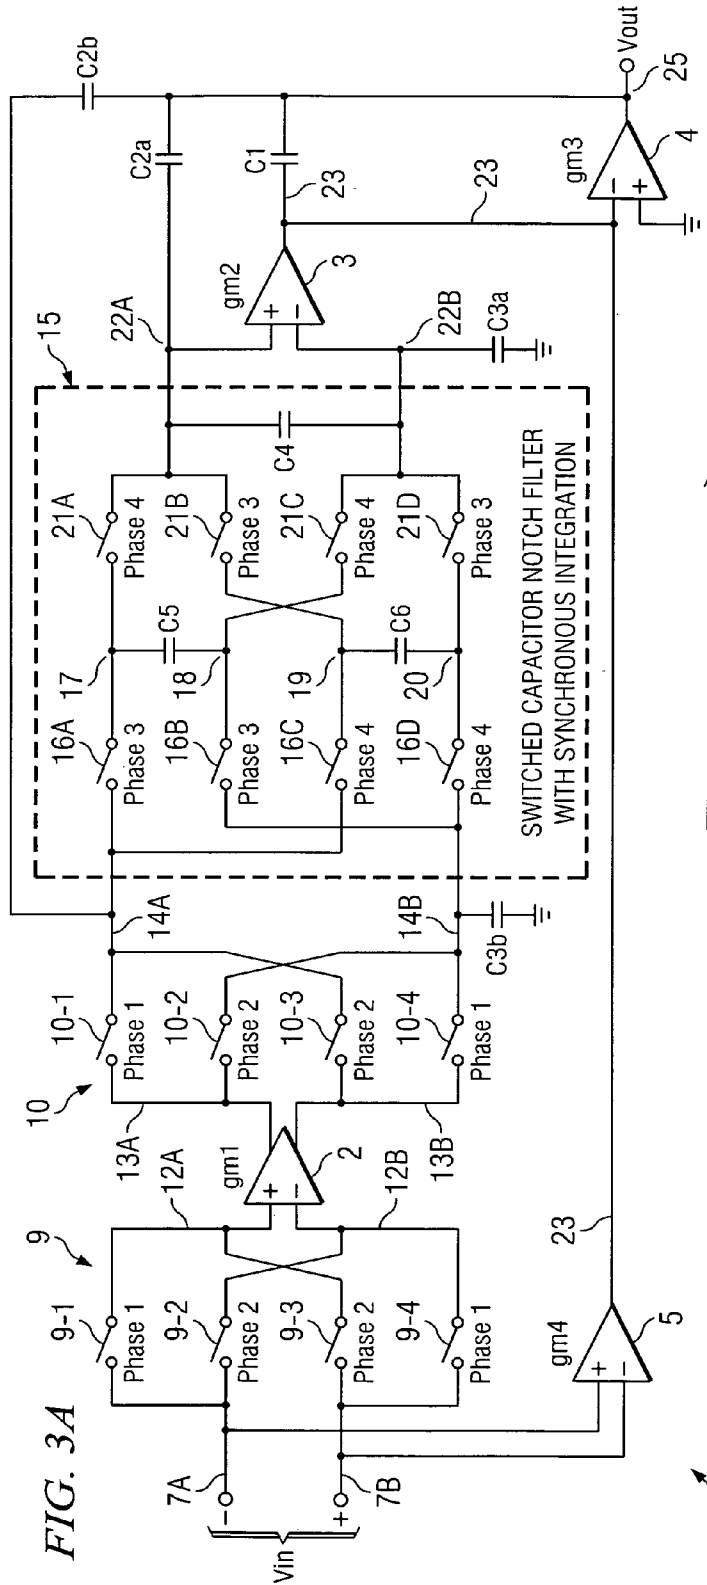 FIG. 3A
Vin
-
+
7A
7B
9
9-1
Phase 1
9-2
Phase 2
9-3
Phase 2
9-4
Phase 1
12A
12B
gm1
+
-
2
13A
13B
10
10-1
Phase 1
10-2
Phase 2
10-3
Phase 2
10-4
Phase 1
14A
14B
C3b
15
16A
Phase 3
16B
Phase 3
16C
Phase 4
16D
Phase 4
17
C5
18
19
C6
20
21A
Phase 4
21B
Phase 3
21C
Phase 4
21D
Phase 3
C4
SWITCHED CAPACITOR NOTCH FILTER
WITH SYNCHRONOUS INTEGRATION
22A
22B
C3a
gm2
+
-
3
C2a
C2b
C1
23
23
gm4
+
-
5
23
gm3
-
+
4
25
Vout